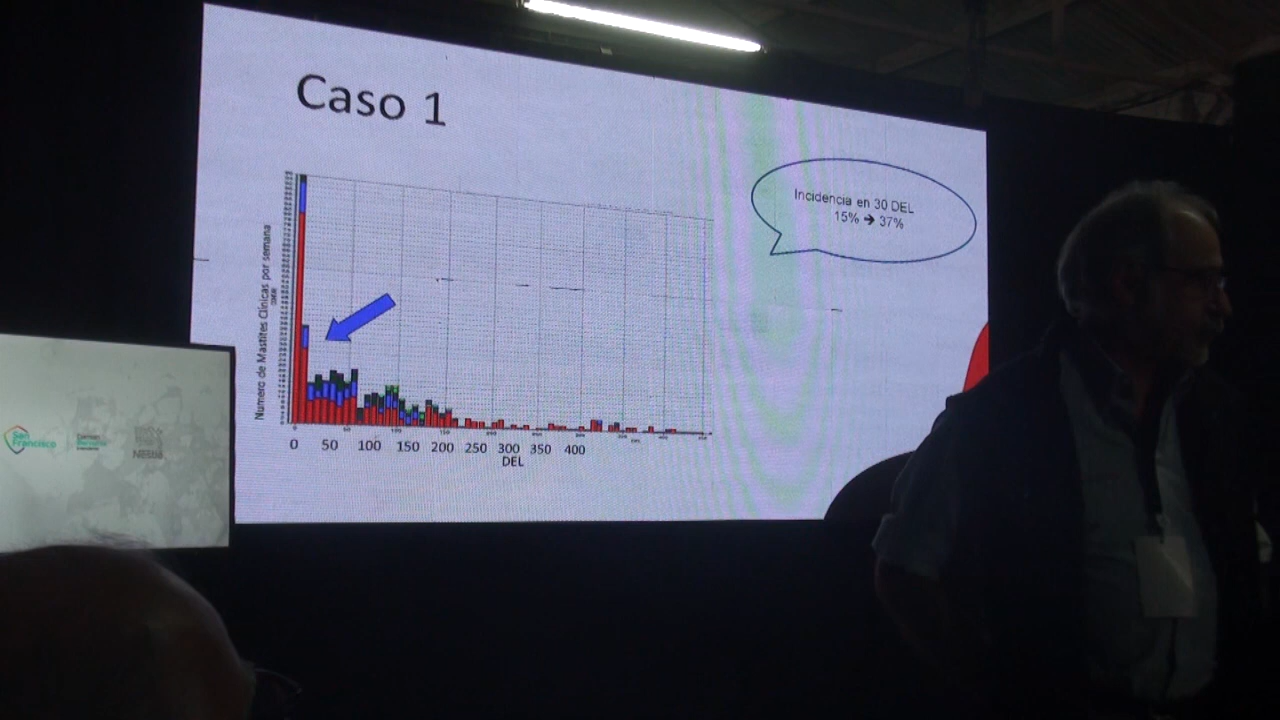 Caso 1
Incidencia en 30 DEL
15% → 37%
Numero de Mastites Clinicas por semana
0 50 100 150 200 250 300 350 400
DEL
San Francisco
Nestlé